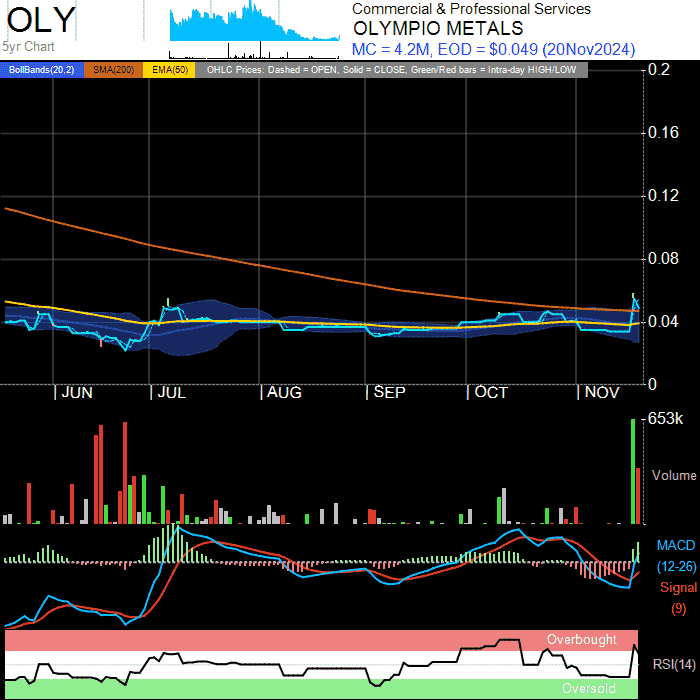 OLY
5yr Chart
Commercial & Professional Services
OLYMPIO METALS
MC = 4.2M, EOD = $0.049 (20Nov2024)
BollBands(20,2) SMA(200) EMA(50) OHLC Prices: Dashed = OPEN, Solid = CLOSE, Green/Red bars = Intra-day HIGH/LOW
0.2
0.16
0.12
0.08
0.04
0
JUN JUL AUG SEP OCT NOV
653k
Volume
MACD
(12-26)
Signal
(9)
Overbought
RSI(14)
Oversold